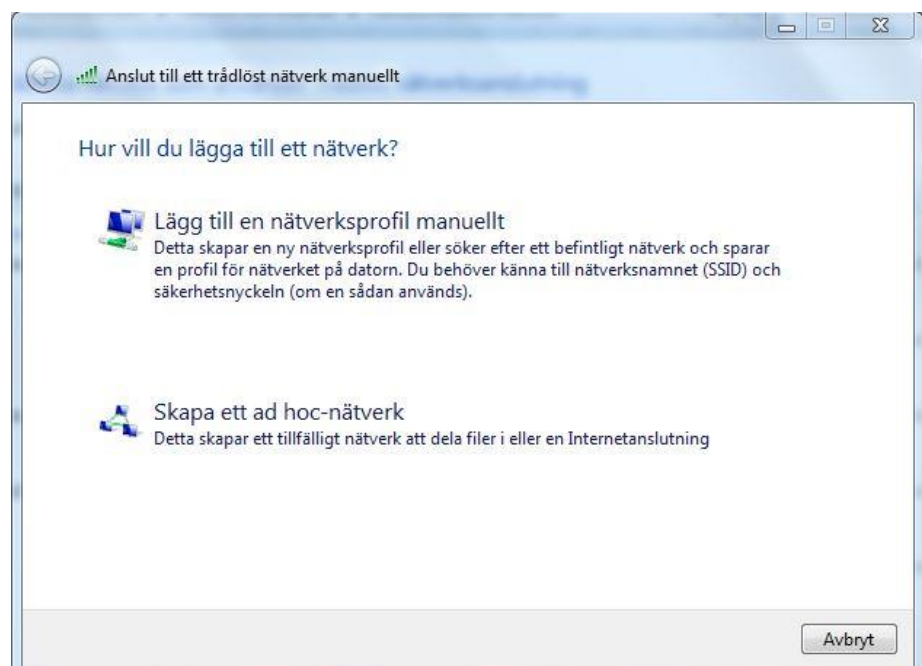 Anslut till ett trådlöst nätverk manuellt
Hur vill du lägga till ett nätverk?
Lägg till en nätverksprofil manuellt
Detta skapar en ny nätverksprofil eller söker efter ett befintligt nätverk och sparar
en profil för nätverket på datorn. Du behöver känna till nätverksnamnet (SSID) och
säkerhetsnyckeln (om en sådan används).
Skapa ett ad hoc-nätverk
Detta skapar ett tillfälligt nätverk att dela filer i eller en Internetanslutning
Avbryt